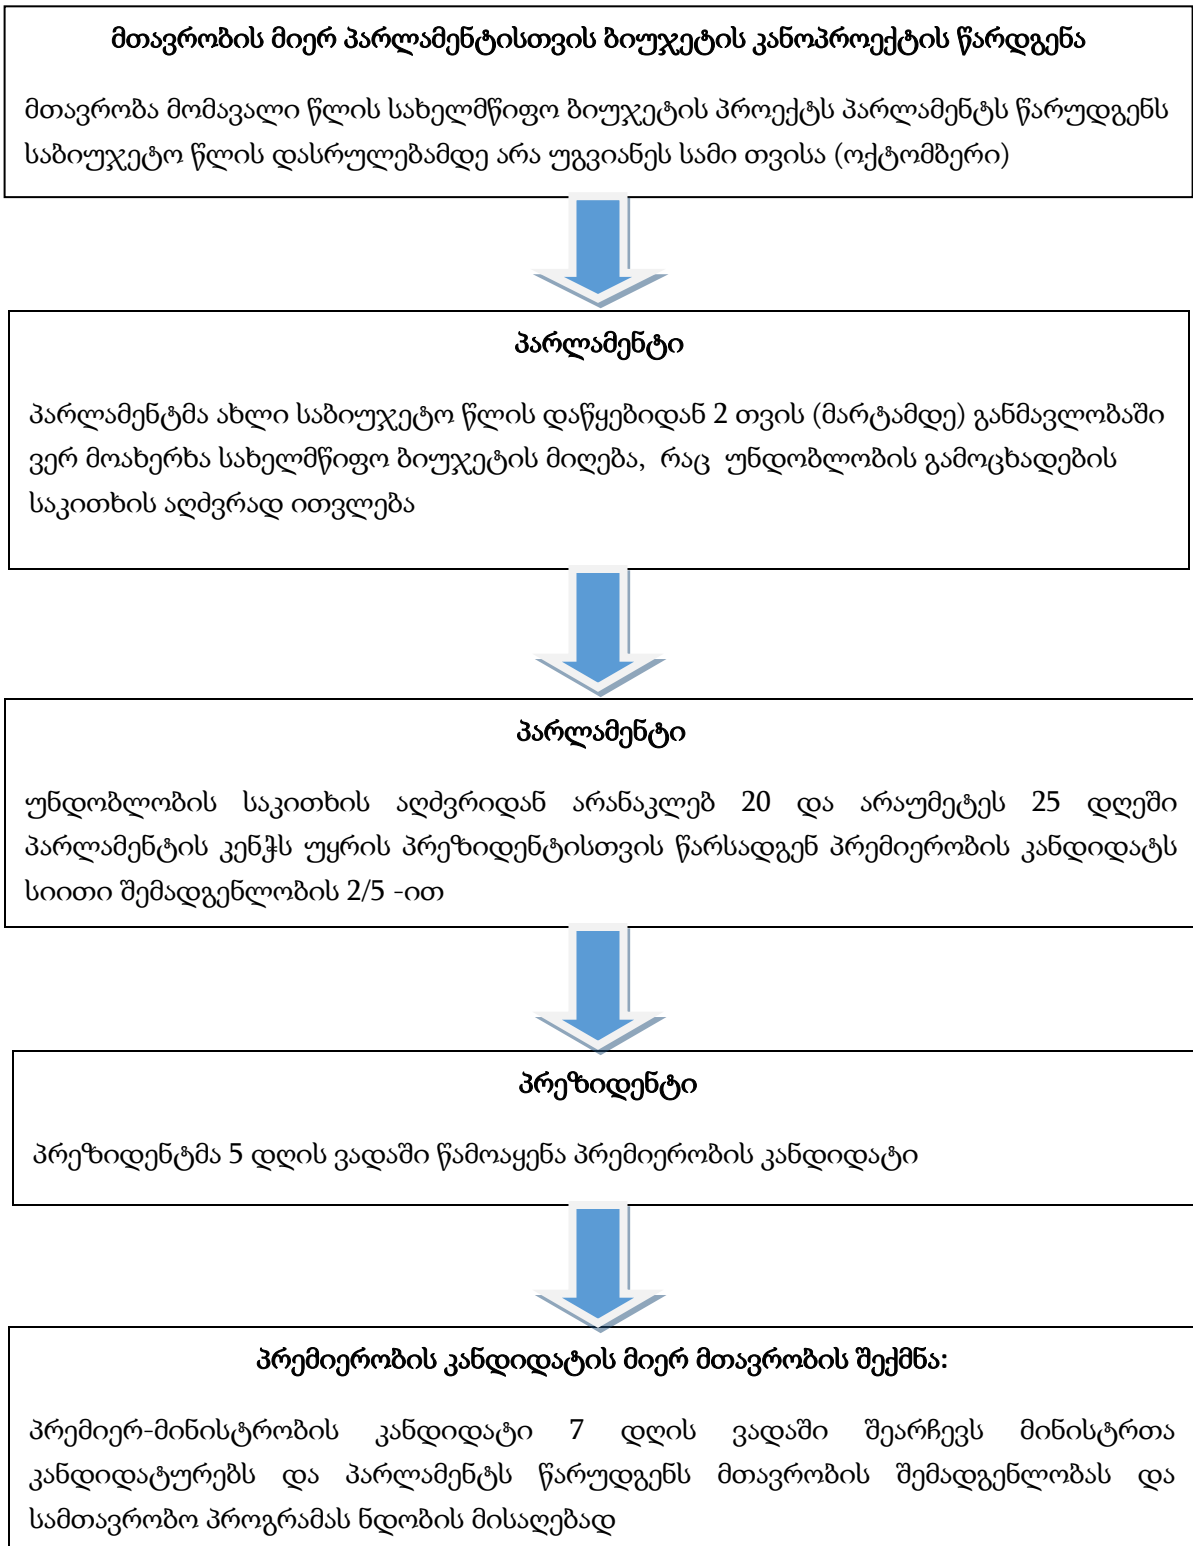 მთავრობის მიერ პარლამენტისთვის ბიუჯეტის კანოპროექტის წარდგენა
მთავრობა მომავალი წლის სახელმწიფო ბიუჯეტის პროექტს პარლამენტს წარუდგენს
საბიუჯეტო წლის დასრულებამდე არა უგვიანეს სამი თვისა (ოქტომბერი)
პარლამენტი
პარლამენტმა ახლი საბიუჯეტო წლის დაწყებიდან 2 თვის (მარტამდე) განმავლობაში
ვერ მოახერხა სახელმწიფო ბიუჯეტის მიღება, რაც უნდობლობის გამოცხადების
საკითხის აღძვრად ითვლება
პარლამენტი
უნდობლობის საკითხის აღძვრიდან არანაკლებ 20 და არაუმეტეს 25 დღეში
პარლამენტის უყრის პრეზიდენტისთვის წარსადგენ პრემიერობის კანდიდატს
სიითი შემადგენლობის 2/5 -ით
პრეზიდენტი
პრეზიდენტმა 5 დღის ვადაში წამოაყენა პრემიერობის კანდიდატი
პრემიერობის კანდიდატის მიერ მთავრობის შექმნა:
პრემიერ-მინისტრობის კანდიდატი 7 დღის ვადაში შეარჩევს მინისტრთა
კანდიდატურებს და პარლამენტს წარუდგენს მთავრობის შემადგენლობას და
სამთავრობო პროგრამას ნდობის მისაღებად